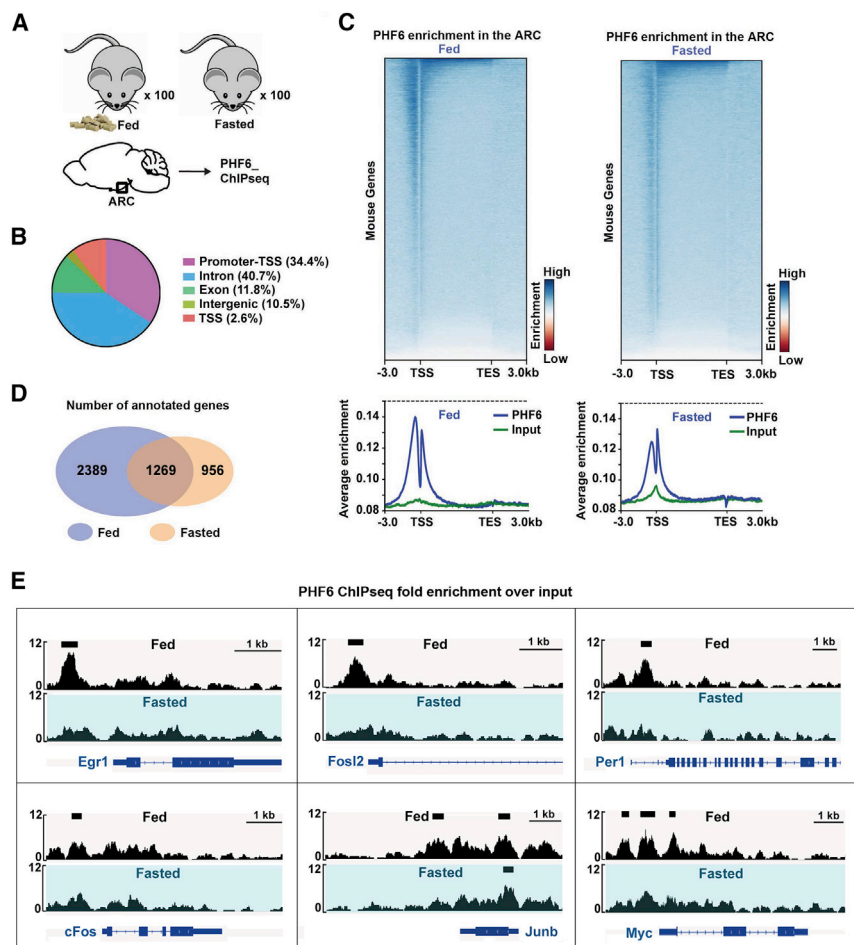 A
x 100
x 100
Fed
Fasted
ARC
PHF6_
ChIPseq
B
Promoter-TSS (34.4%)
Intron (40.7%)
Exon (11.8%)
Intergenic (10.5%)
TSS (2.6%)
C
PHF6 enrichment in the ARC
Fed
Mouse Genes
High
Enrichment
Low
-3.0
TSS
TES
3.0kb
PHF6 enrichment in the ARC
Fasted
Mouse Genes
High
Enrichment
Low
-3.0
TSS
TES
3.0kb
Average enrichment
0.14
0.12
0.10
0.08
Fed
PHF6
Input
-3.0
TSS
TES
3.0kb
Average enrichment
0.14
0.12
0.10
0.08
Fasted
PHF6
Input
-3.0
TSS
TES
3.0kb
D
Number of annotated genes
2389
1269
956
Fed
Fasted
E
PHF6 ChIPseq fold enrichment over input
12
Fed
1 kb
0
12
Fasted
0
Egr1
12
Fed
1 kb
0
12
Fasted
0
Fosl2
12
Fed
1 kb
0
12
Fasted
0
Per1
12
Fed
1 kb
0
12
Fasted
0
cFos
12
Fed
1 kb
0
12
Fasted
0
Junb
12
Fed
1 kb
0
12
Fasted
0
Myc